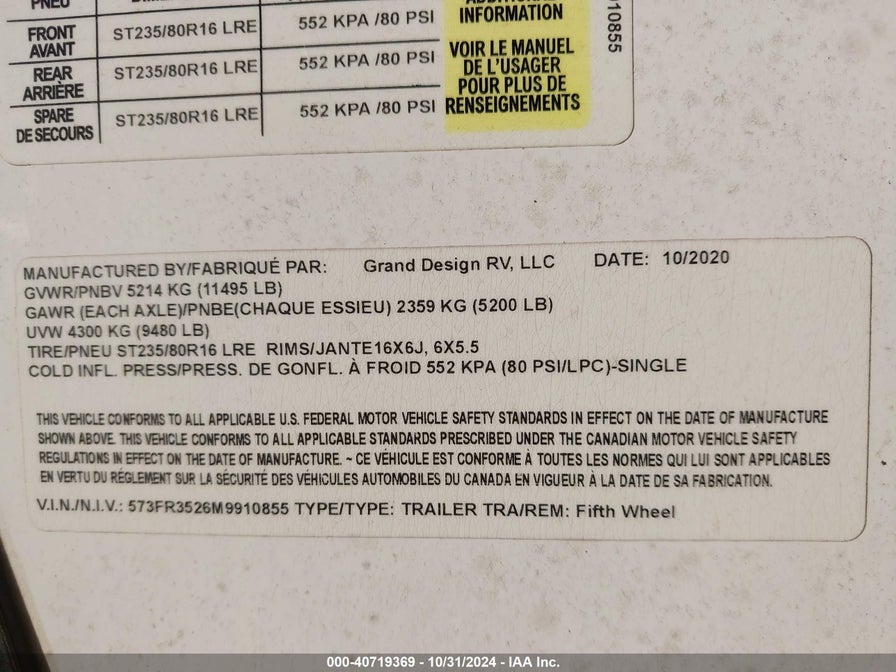 PNEU
FRONT AVANT ST235/80R16 LRE 552 KPA /80 PSI
REAR ARRIÈRE ST235/80R16 LRE 552 KPA /80 PSI
SPARE DE SECOURS ST235/80R16 LRE 552 KPA /80 PSI
INFORMATION
VOIR LE MANUEL
DE L'USAGER
POUR PLUS DE
RENSEIGNEMENTS
910855
MANUFACTURED BY/FABRIQUÉ PAR: Grand Design RV, LLC DATE: 10/2020
GVWR/PNBV 5214 KG (11495 LB)
GAWR (EACH AXLE)/PNBE(CHAQUE ESSIEU) 2359 KG (5200 LB)
UVW 4300 KG (9480 LB)
TIRE/PNEU ST235/80R16 LRE RIMS/JANTE16X6J, 6X5.5
COLD INFL. PRESS/PRESS. DE GONFL. À FROID 552 KPA (80 PSI/LPC)-SINGLE
THIS VEHICLE CONFORMS TO ALL APPLICABLE U.S. FEDERAL MOTOR VEHICLE SAFETY STANDARDS IN EFFECT ON THE DATE OF MANUFACTURE
SHOWN ABOVE. THIS VEHICLE CONFORMS TO ALL APPLICABLE STANDARDS PRESCRIBED UNDER THE CANADIAN MOTOR VEHICLE SAFETY
REGULATIONS IN EFFECT ON THE DATE OF MANUFACTURE. ~ CE VÉHICULE EST CONFORME À TOUTES LES NORMES QUI LUI SONT APPLICABLES
EN VERTU DU RÉGLEMENT SUR LA SÉCURITÉ DES VÉHICULES AUTOMOBILES DU CANADA EN VIGUEUR À LA DATE DE SA FABRICATION.
V.I.N./N.I.V.: 573FR3526M9910855 TYPE/TYPE: TRAILER TRA/REM: Fifth Wheel
000-40719369 - 10/31/2024 - IAA Inc.